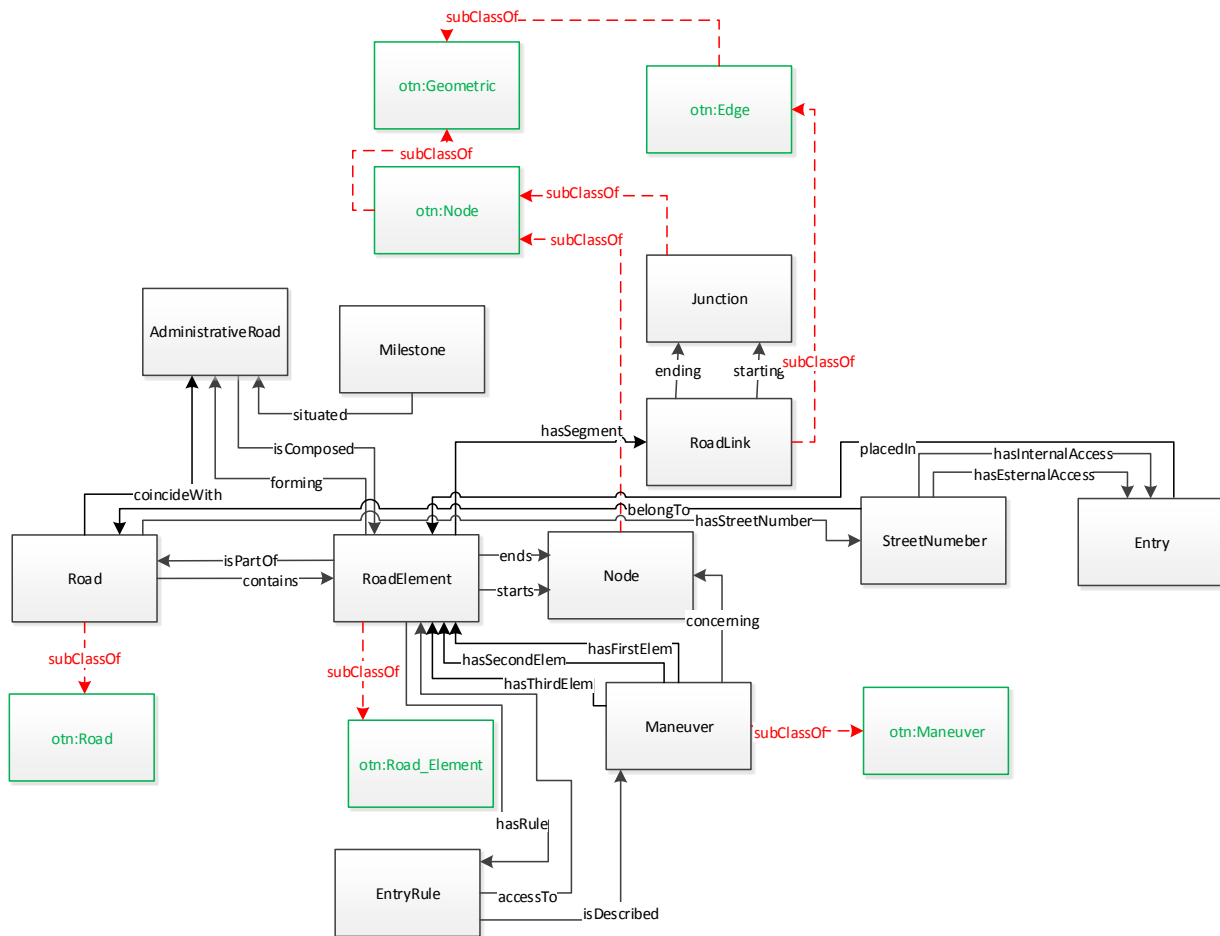 subClassOf
otn:Geometric
otn:Edge
subClassOf
otn:Node
subClassOf
subClassOf
Junction
AdministrativeRoad
Milestone
ending
starting
subClassOf
situated
hasSegment
RoadLink
placedIn
isComposed
hasInternalAccess
hasEsternalAccess
forming
coincideWith
belongTo
hasStreetNumber
StreetNumeber
Entry
isPartOf
ends
Road
RoadElement
Node
contains
starts
concerning
hasFirstElem
subClassOf
hasSecondElem
subClassOf
hasThirdElem
Maneuver
subClassOf
otn:Maneuver
otn:Road
otn:Road_Element
hasRule
EntryRule
accessTo
isDescribed